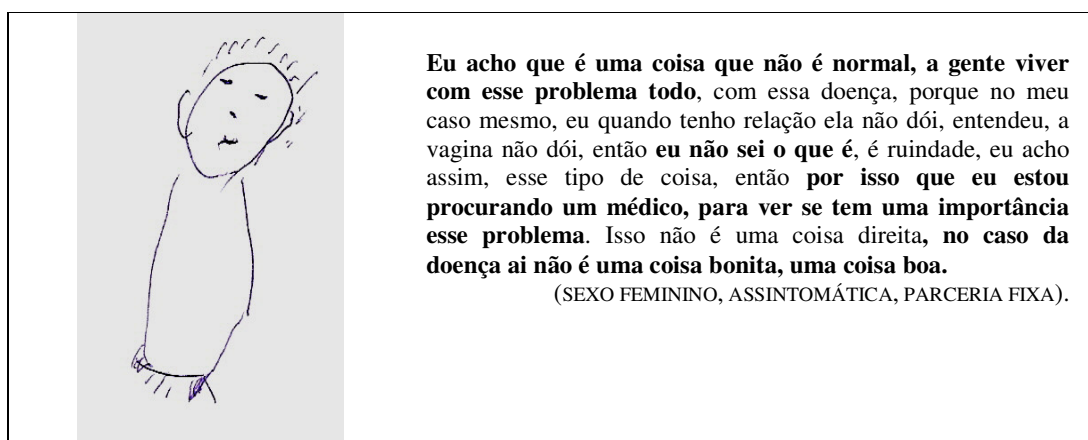 Eu acho que é uma coisa que não é normal, a gente viver
com esse problema todo, com essa doença, porque no meu
caso mesmo, eu quando tenho relação ela não dói, entendeu, a
vagina não dói, então eu não sei o que é, é ruindade, eu acho
assim, esse tipo de coisa, então por isso que eu estou
procurando um médico, para ver se tem uma importância
esse problema. Isso não é uma coisa direita, no caso da
doença ai não é uma coisa bonita, uma coisa boa.
(SEXO FEMININO, ASSINTOMÁTICA, PARCERIA FIXA).